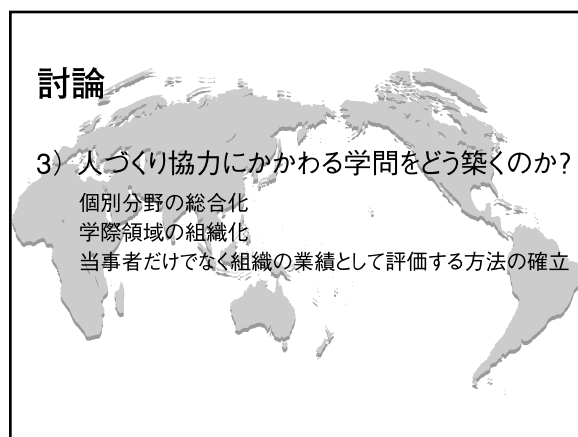 討論
3）人づくり協力にかかわる学問をどう築くのか？
個別分野の総合化
学際領域の組織化
当事者だけでなく組織の業績として評価する方法の確立